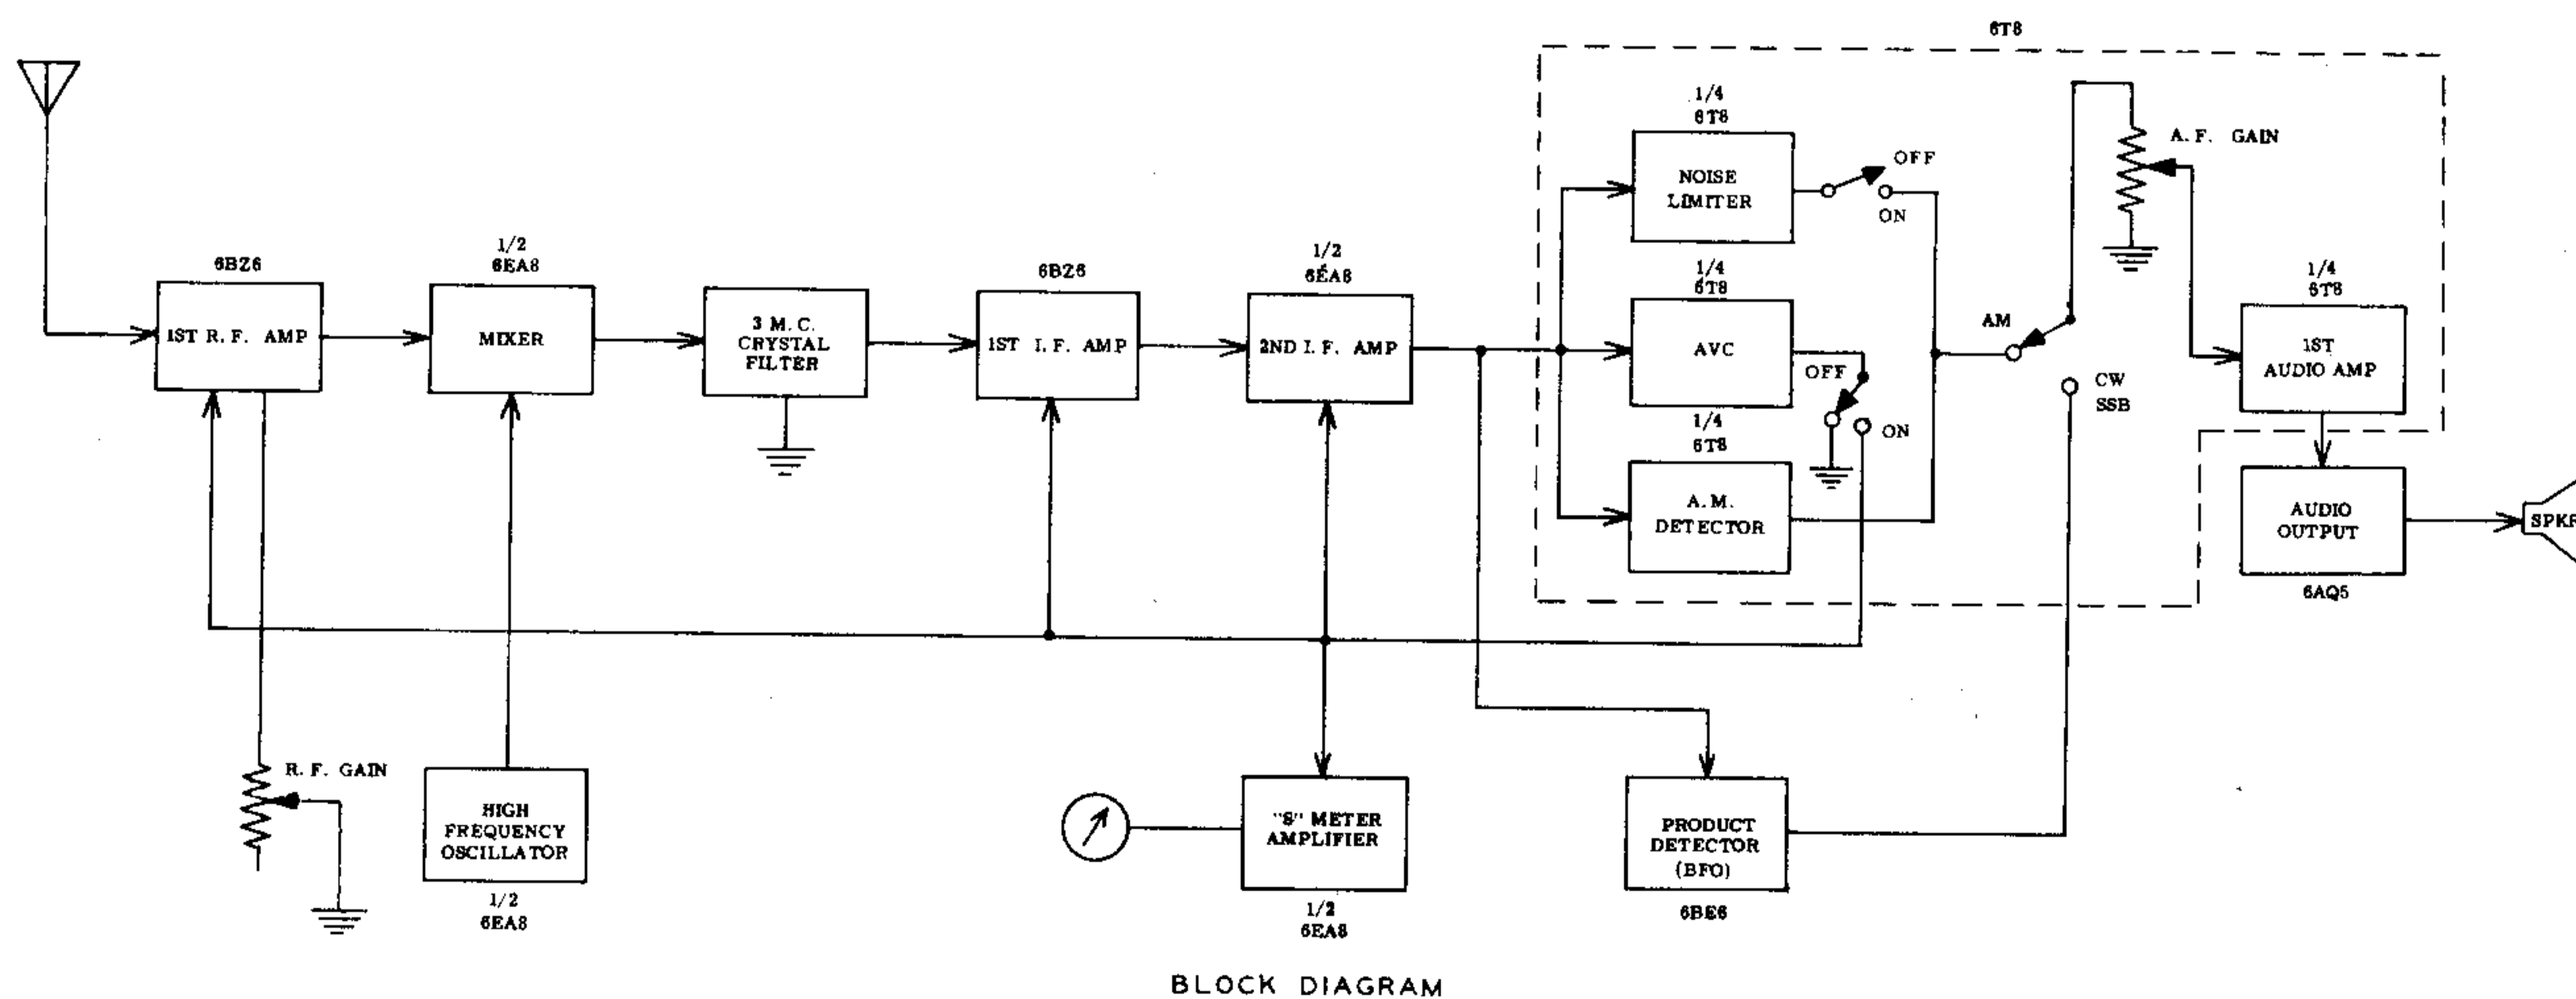 6T8
1/4
6T8
NOISE
LIMITER
OFF
ON
A. F. GAIN
6BZ6
1ST R. F. AMP
1/2
6EA8
MIXER
3 M. C.
CRYSTAL
FILTER
6BZ6
1ST I. F. AMP
1/2
6EA8
2ND I. F. AMP
1/4
6T8
AVC
OFF
ON
1/4
6T8
A. M.
DETECTOR
AM
CW
SSB
1/4
6T8
1ST
AUDIO AMP
AUDIO
OUTPUT
6AQ5
R. F. GAIN
HIGH
FREQUENCY
OSCILLATOR
1/2
6EA8
"S" METER
AMPLIFIER
1/2
6EA8
PRODUCT
DETECTOR
(BFO)
6BE6
BLOCK DIAGRAM